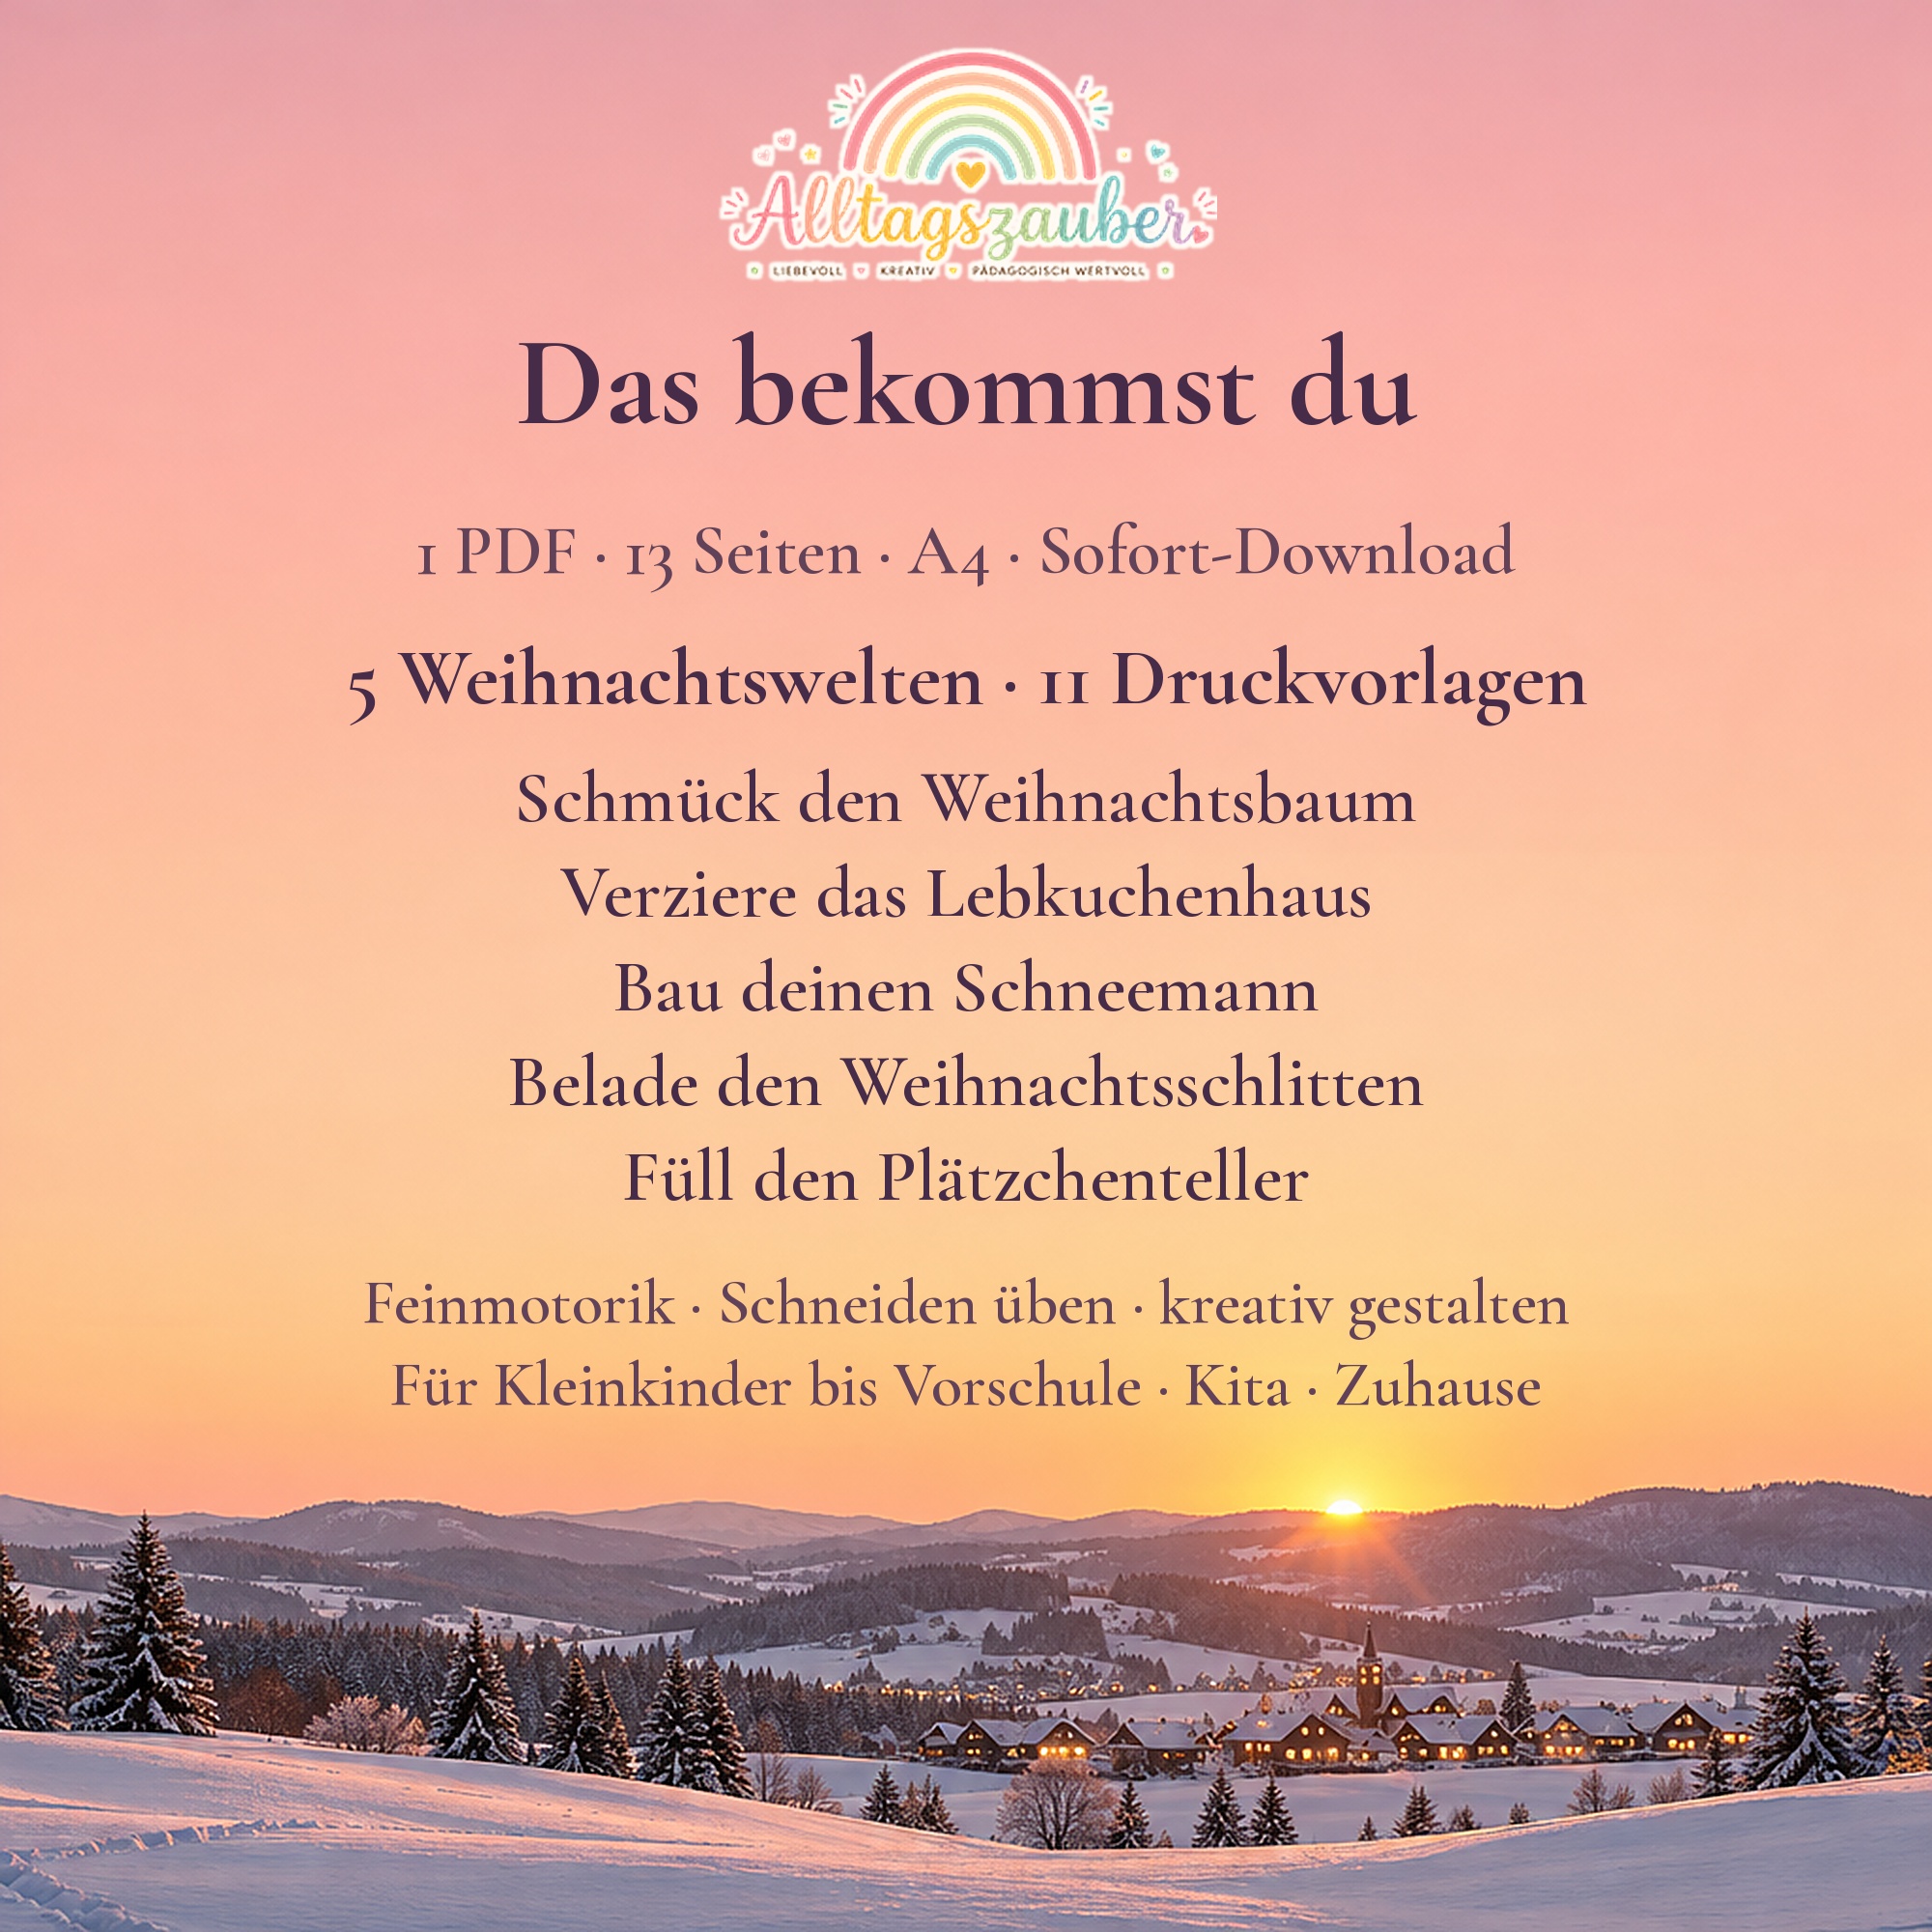 Alltagszauber
LIEBEVOLL KREATIV PÄDAGOGISCH WERTVOLL
Das bekommst du
1 PDF · 13 Seiten · A4 · Sofort-Download
5 Weihnachtswelten · 11 Druckvorlagen
Schmück den Weihnachtsbaum
Verziere das Lebkuchenhaus
Bau deinen Schneemann
Belade den Weihnachtsschlitten
Füll den Plätzchenteller
Feinmotorik · Schneiden üben · kreativ gestalten
Für Kleinkinder bis Vorschule · Kita · Zuhause